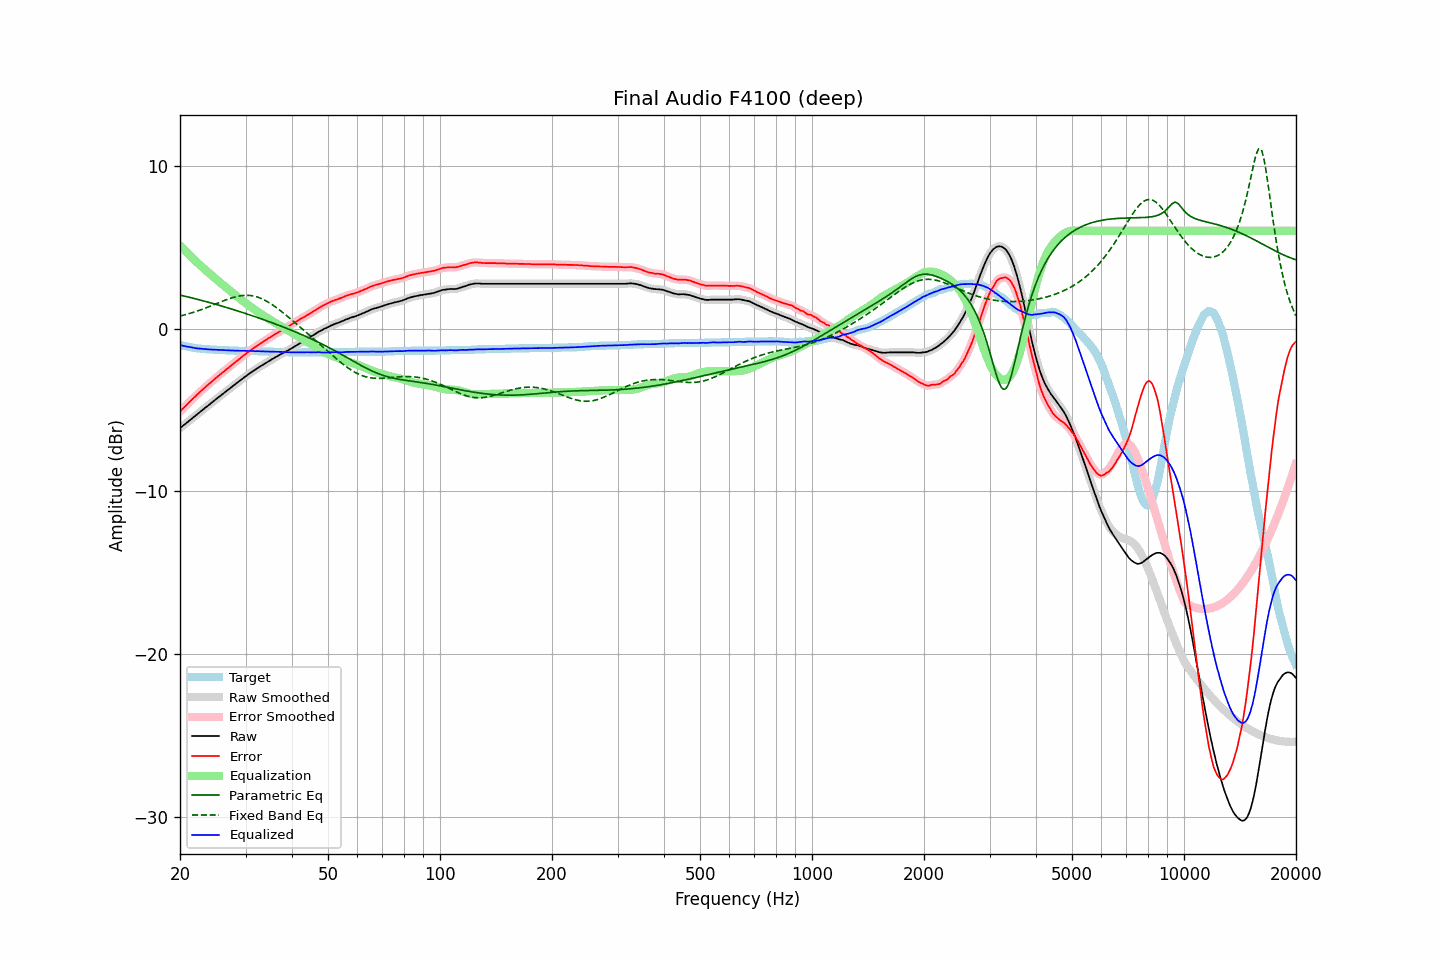 Final Audio F4100 (deep)
Amplitude (dBr)
10
0
−10
−20
−30
Target
Raw Smoothed
Error Smoothed
Raw
Error
Equalization
Parametric Eq
Fixed Band Eq
Equalized
20 50 100 200 500 1000 2000 5000 10000 20000
Frequency (Hz)